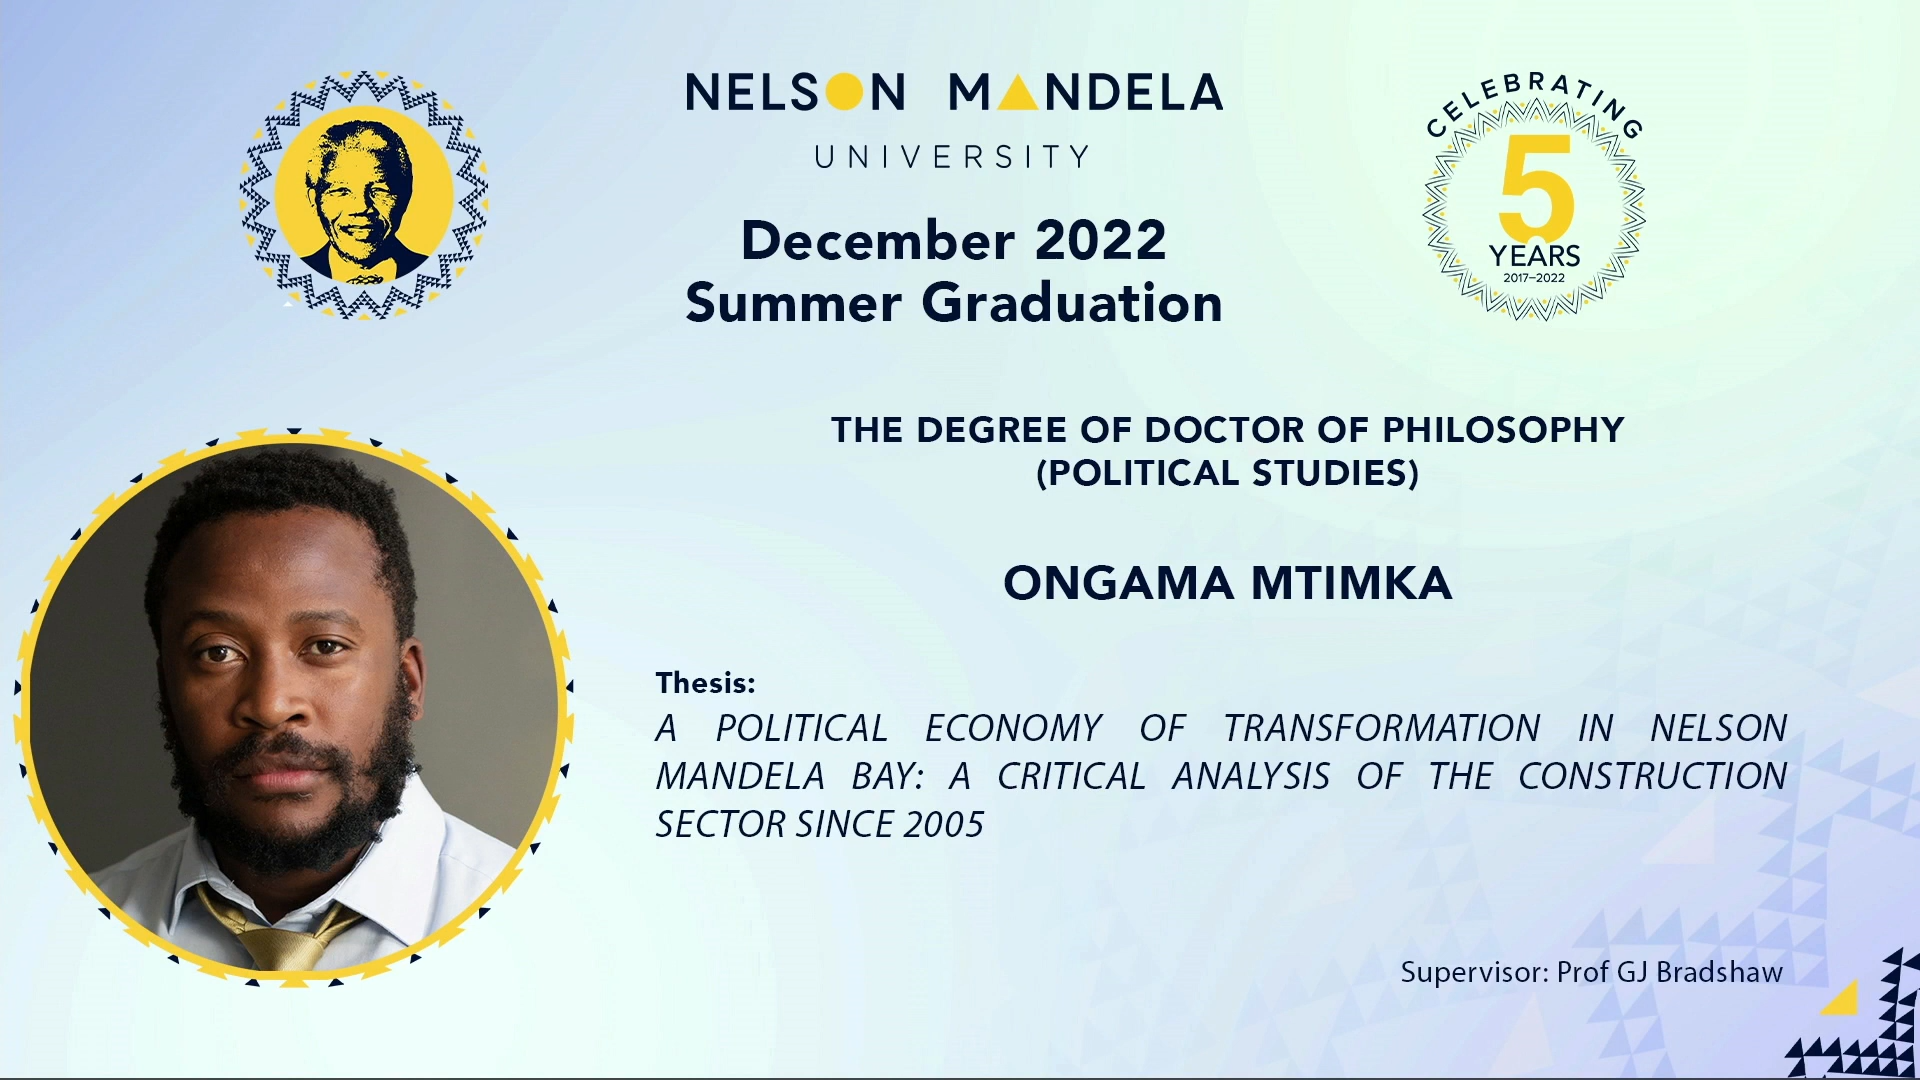 NELSON MANDELA
UNIVERSITY
December 2022
Summer Graduation
CELEBRATING
5
YEARS
2017–2022
THE DEGREE OF DOCTOR OF PHILOSOPHY
(POLITICAL STUDIES)
ONGAMA MTIMKA
Thesis:
A POLITICAL ECONOMY OF TRANSFORMATION IN NELSON
MANDELA BAY: A CRITICAL ANALYSIS OF THE CONSTRUCTION
SECTOR SINCE 2005
Supervisor: Prof GJ Bradshaw